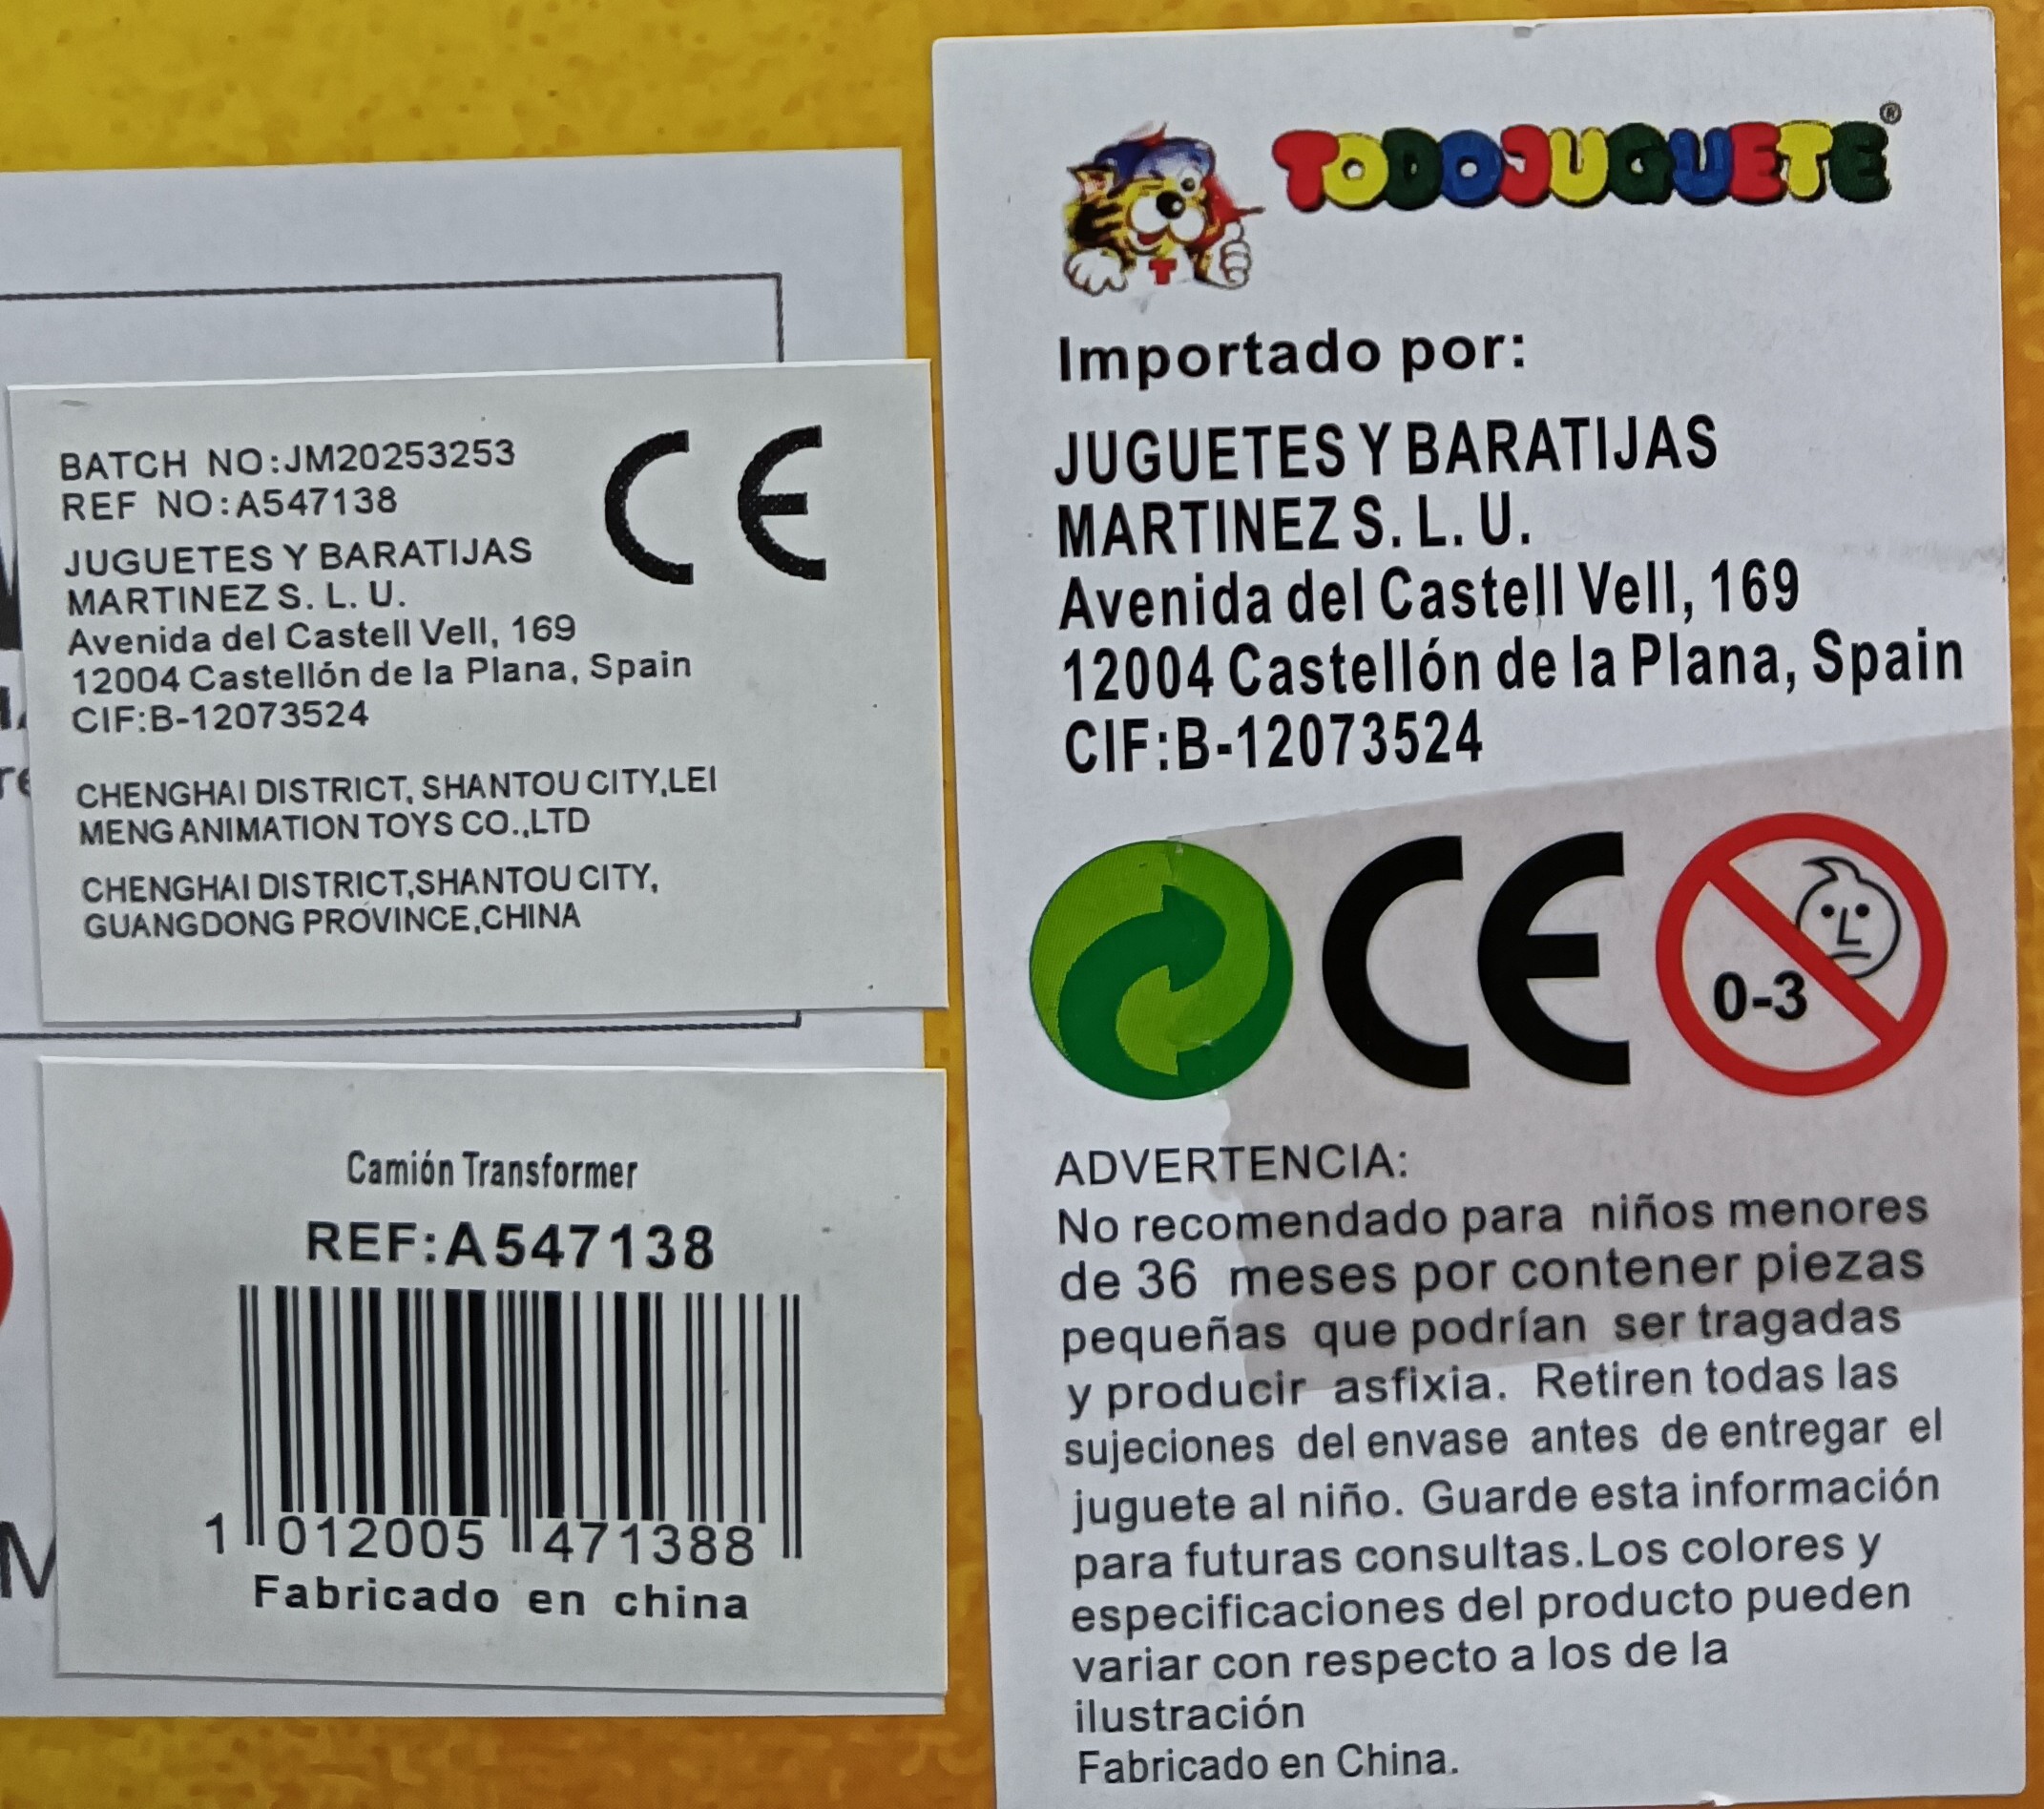 BATCH NO:JM20253253
REF NO:A547138
JUGUETES Y BARATIJAS
MARTINEZ S. L. U.
Avenida del Castell Vell, 169
12004 Castellón de la Plana, Spain
CIF:B-12073524
CHENGHAI DISTRICT, SHANTOU CITY,LEI
MENG ANIMATION TOYS CO.,LTD
CHENGHAI DISTRICT,SHANTOU CITY,
GUANGDONG PROVINCE,CHINA
CE
Camión Transformer
REF:A547138
1 012005 471388
Fabricado en china
TODOJUGUETE®
T
Importado por:
JUGUETES Y BARATIJAS
MARTINEZ S. L. U.
Avenida del Castell Vell, 169
12004 Castellón de la Plana, Spain
CIF:B-12073524
CE
0-3
ADVERTENCIA:
No recomendado para niños menores
de 36 meses por contener piezas
pequeñas que podrían ser tragadas
y producir asfixia. Retiren todas las
sujeciones del envase antes de entregar el
juguete al niño. Guarde esta información
para futuras consultas.Los colores y
especificaciones del producto pueden
variar con respecto a los de la
ilustración
Fabricado en China.